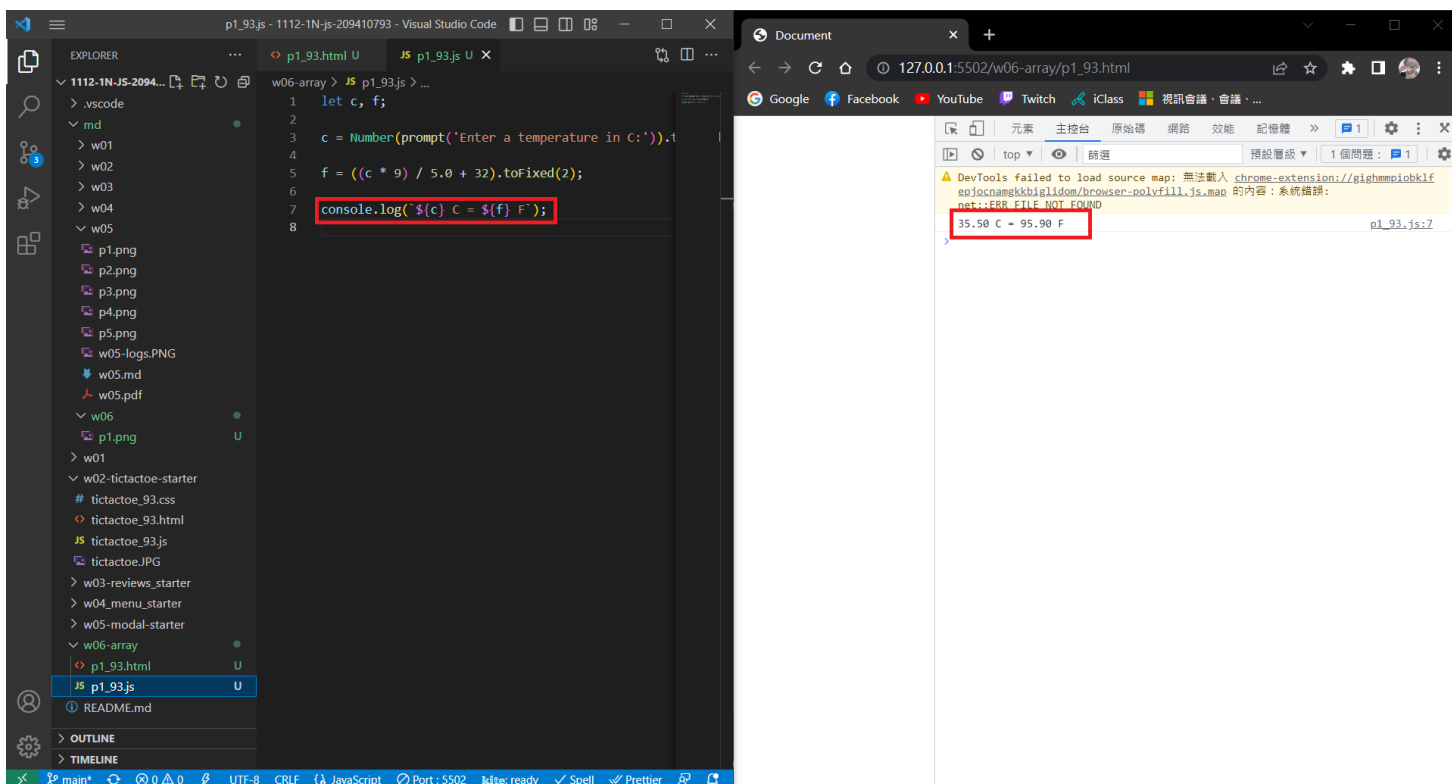 p1_93.js - 1112-1N-js-209410793 - Visual Studio Code
EXPLORER
1112-1N-JS-2094...
.vscode
md
w01
w02
w03
w04
w05
p1.png
p2.png
p3.png
p4.png
p5.png
w05-logs.PNG
w05.md
w05.pdf
w06
p1.png U
w01
w02-tictactoe-starter
# tictactoe_93.css
<> tictactoe_93.html
JS tictactoe_93.js
tictactoe.JPG
w03-reviews_starter
w04_menu_starter
w05-modal-starter
w06-array
<> p1_93.html U
JS p1_93.js U
README.md
OUTLINE
TIMELINE
3
<> p1_93.html U JS p1_93.js U
w06-array > JS p1_93.js > ...
1 let c, f;
2
3 c = Number(prompt('Enter a temperature in C:')).t
4
5 f = ((c * 9) / 5.0 + 32).toFixed(2);
6
7 console.log(`${c} C = ${f} F`);
8
main* 0 0 UTF-8 CRLF JavaScript Port : 5502 kite: ready Spell Prettier
Document
127.0.0.1:5502/w06-array/p1_93.html
Google Facebook YouTube Twitch iClass 視訊會議、會議、...
元素 主控台 原始碼 網路 效能 記憶體 » 1
top 篩選 預設層級 1 個問題： 1
DevTools failed to load source map: 無法載入 chrome-extension://gighmmpiobklf
epjocnamgkkbiglidom/browser-polyfill.js.map 的內容：系統錯誤:
net::ERR_FILE_NOT_FOUND
35.50 C = 95.90 F p1_93.js:7